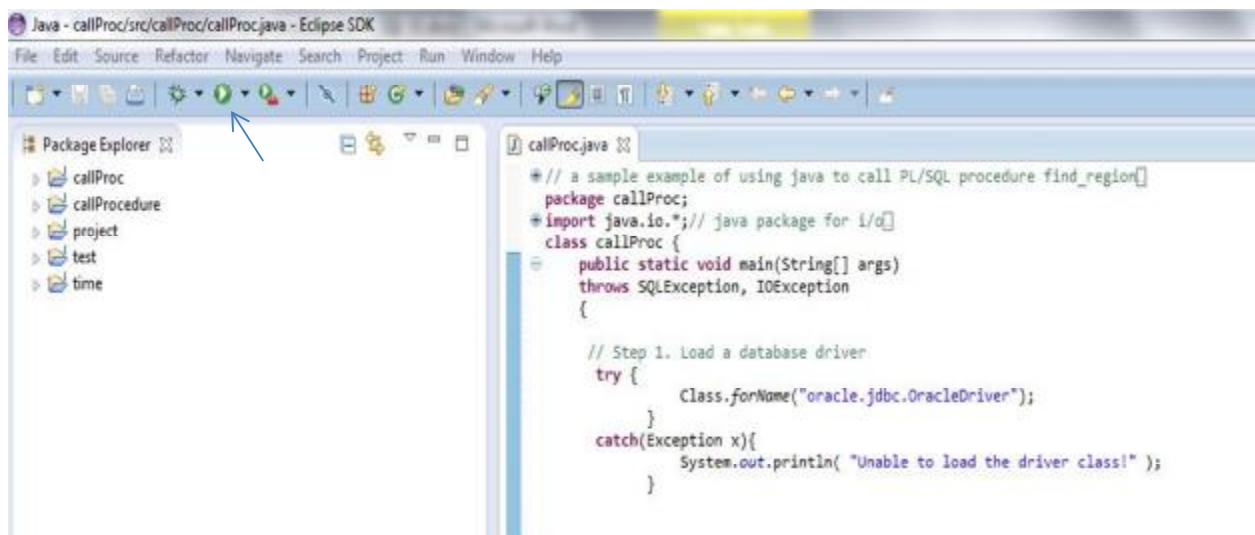 Java - callProc/src/callProc/callProc.java - Eclipse SDK
File Edit Source Refactor Navigate Search Project Run Window Help
Package Explorer
callProc
callProcedure
project
test
time
callProc.java
// a sample example of using java to call PL/SQL procedure find_region
package callProc;
import java.io.*;// java package for i/o
class callProc {
public static void main(String[] args)
throws SQLException, IOException
{
// Step 1. Load a database driver
try {
Class.forName("oracle.jdbc.OracleDriver");
}
catch(Exception x){
System.out.println( "Unable to load the driver class!" );
}